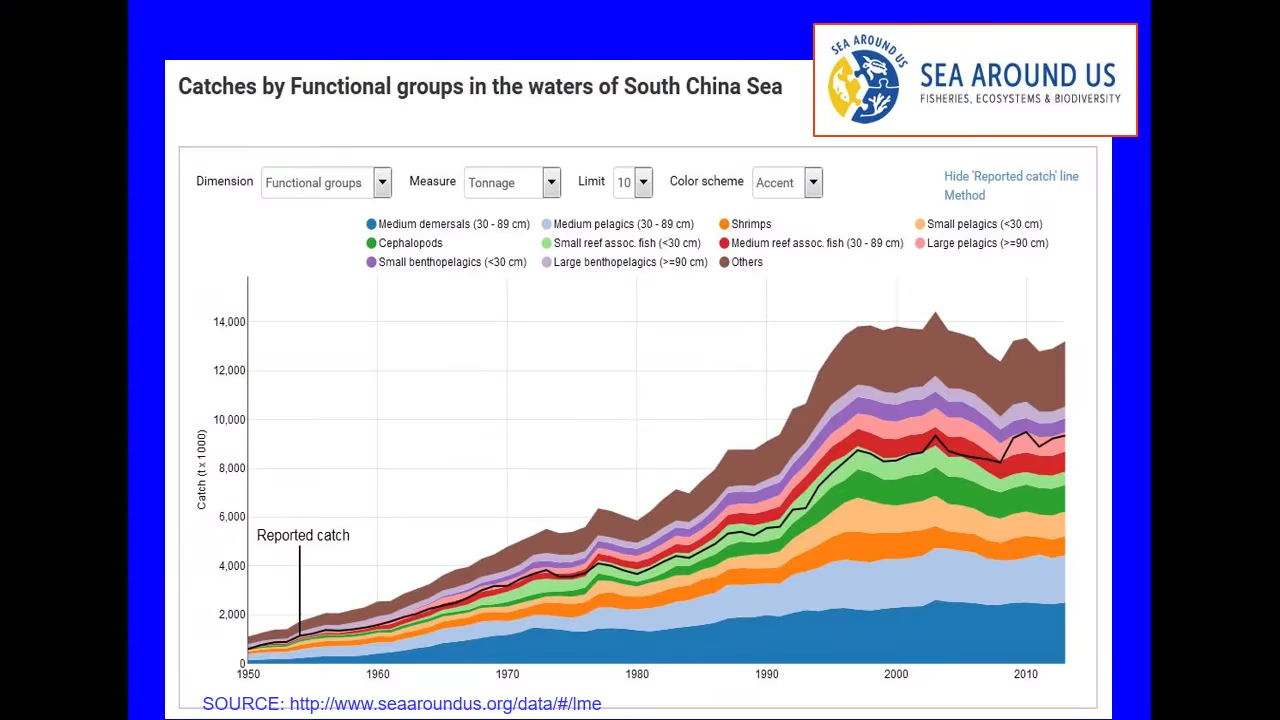 SEA AROUND US
SEA AROUND US
FISHERIES, ECOSYSTEMS & BIODIVERSITY
Catches by Functional groups in the waters of South China Sea
Dimension Functional groups Measure Tonnage Limit 10 Color scheme Accent
Hide 'Reported catch' line
Method
Medium demersals (30 - 89 cm) Medium pelagics (30 - 89 cm) Shrimps Small pelagics (<30 cm)
Cephalopods Small reef assoc. fish (<30 cm) Medium reef assoc. fish (30 - 89 cm) Large pelagics (>=90 cm)
Small benthopelagics (<30 cm) Large benthopelagics (>=90 cm) Others
Catch (t x 1000)
14,000
12,000
10,000
8,000
6,000
Reported catch
4,000
2,000
0
1950 1960 1970 1980 1990 2000 2010
SOURCE: http://www.seaaroundus.org/data/#/lme